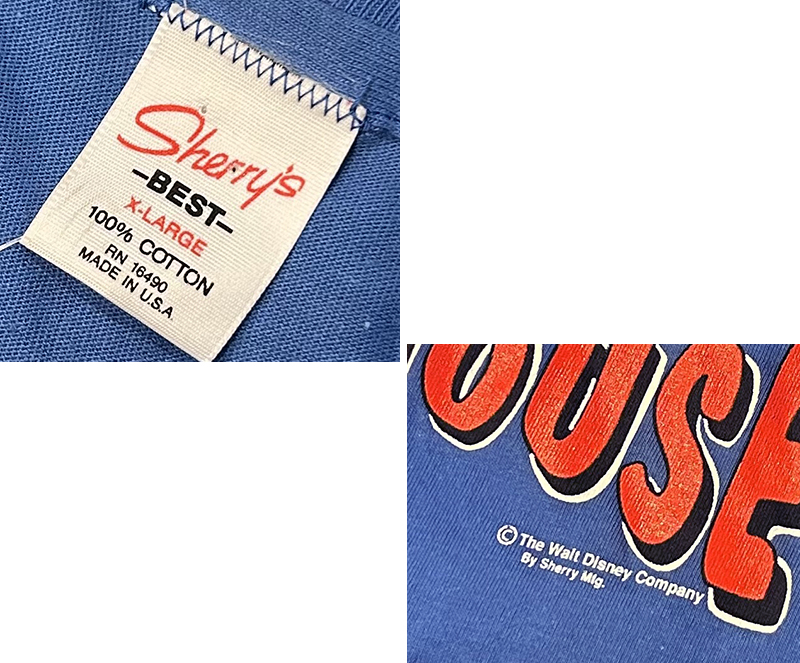 Sherry's
–BEST–
X-LARGE
100% COTTON
RN 16490
MADE IN U.S.A.
OUSE
© The Walt Disney Company
By Sherry Mfg.